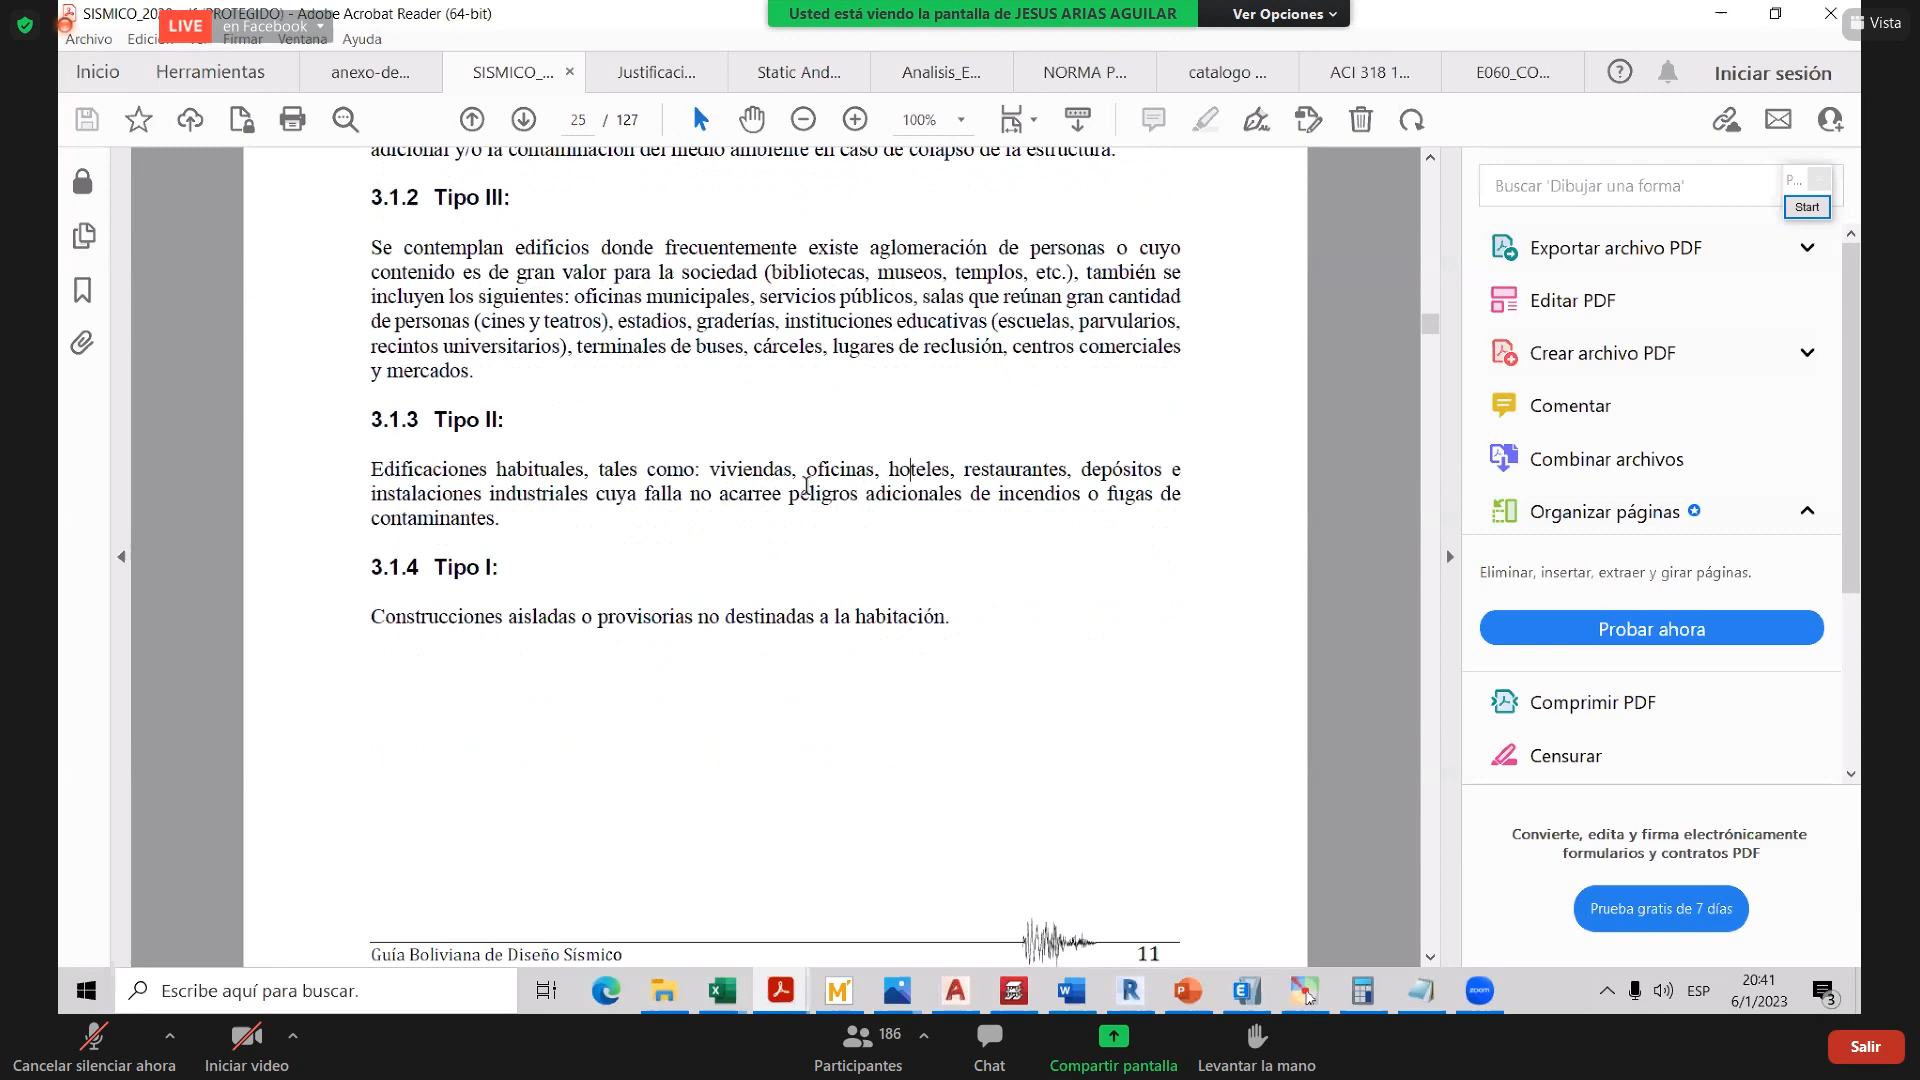 SISMICO_20
(PROTEGIDO) - Adobe Acrobat Reader (64-bit)
LIVE
en Facebook
Usted está viendo la pantalla de JESUS ARIAS AGUILAR
Ver Opciones
Vista
Archivo
Firmar
Ventana
Ayuda
Inicio
Herramientas
anexo-de...
SISMICO_...
Justificaci...
Static And...
Analisis_E...
NORMA P...
catalogo ...
ACI 318 1...
E060_CO...
Iniciar sesión
25 / 127
100%
adicional y/o la contaminación del medio ambiente en caso de colapso de la estructura.
3.1.2 Tipo III:
Se contemplan edificios donde frecuentemente existe aglomeración de personas o cuyo
contenido es de gran valor para la sociedad (bibliotecas, museos, templos, etc.), también se
incluyen los siguientes: oficinas municipales, servicios públicos, salas que reúnan gran cantidad
de personas (cines y teatros), estadios, graderías, instituciones educativas (escuelas, parvularios,
recintos universitarios), terminales de buses, cárceles, lugares de reclusión, centros comerciales
y mercados.
3.1.3 Tipo II:
Edificaciones habituales, tales como: viviendas, oficinas, hoteles, restaurantes, depósitos e
instalaciones industriales cuya falla no acarree peligros adicionales de incendios o fugas de
contaminantes.
3.1.4 Tipo I:
Construcciones aisladas o provisorias no destinadas a la habitación.
Guía Boliviana de Diseño Sísmico
11
Buscar 'Dibujar una forma'
P...
Start
Exportar archivo PDF
Editar PDF
Crear archivo PDF
Comentar
Combinar archivos
Organizar páginas
Eliminar, insertar, extraer y girar páginas.
Probar ahora
Comprimir PDF
Censurar
Convierte, edita y firma electrónicamente
formularios y contratos PDF
Prueba gratis de 7 días
Escribe aquí para buscar.
zoom
ESP
20:41
6/1/2023
3
Cancelar silenciar ahora
Iniciar video
186
Participantes
Chat
Compartir pantalla
Levantar la mano
Salir